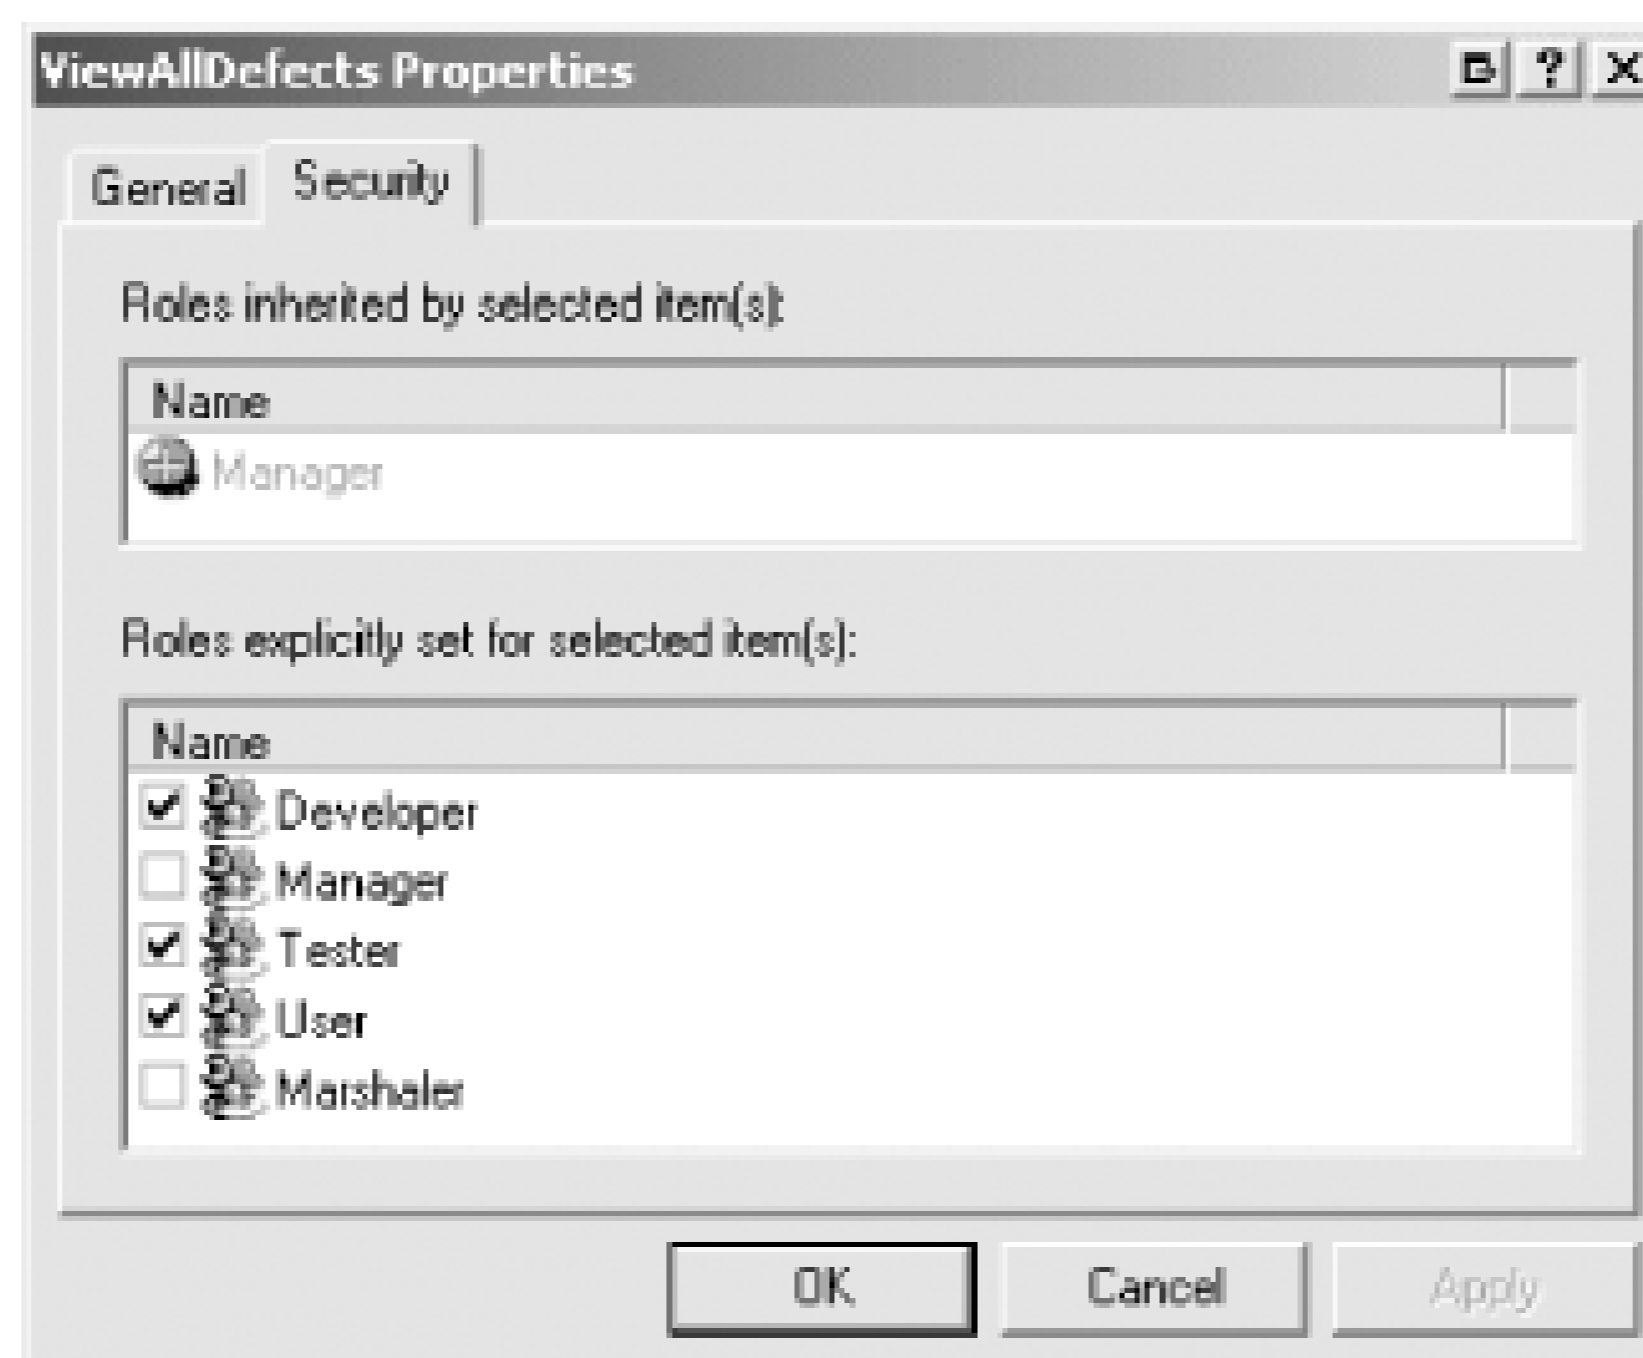 ViewAllDefects Properties
General Security
Roles inherited by selected item(s):
Name
Manager
Roles explicitly set for selected item(s):
Name
Developer
Manager
Tester
User
Marshaler
OK Cancel Apply